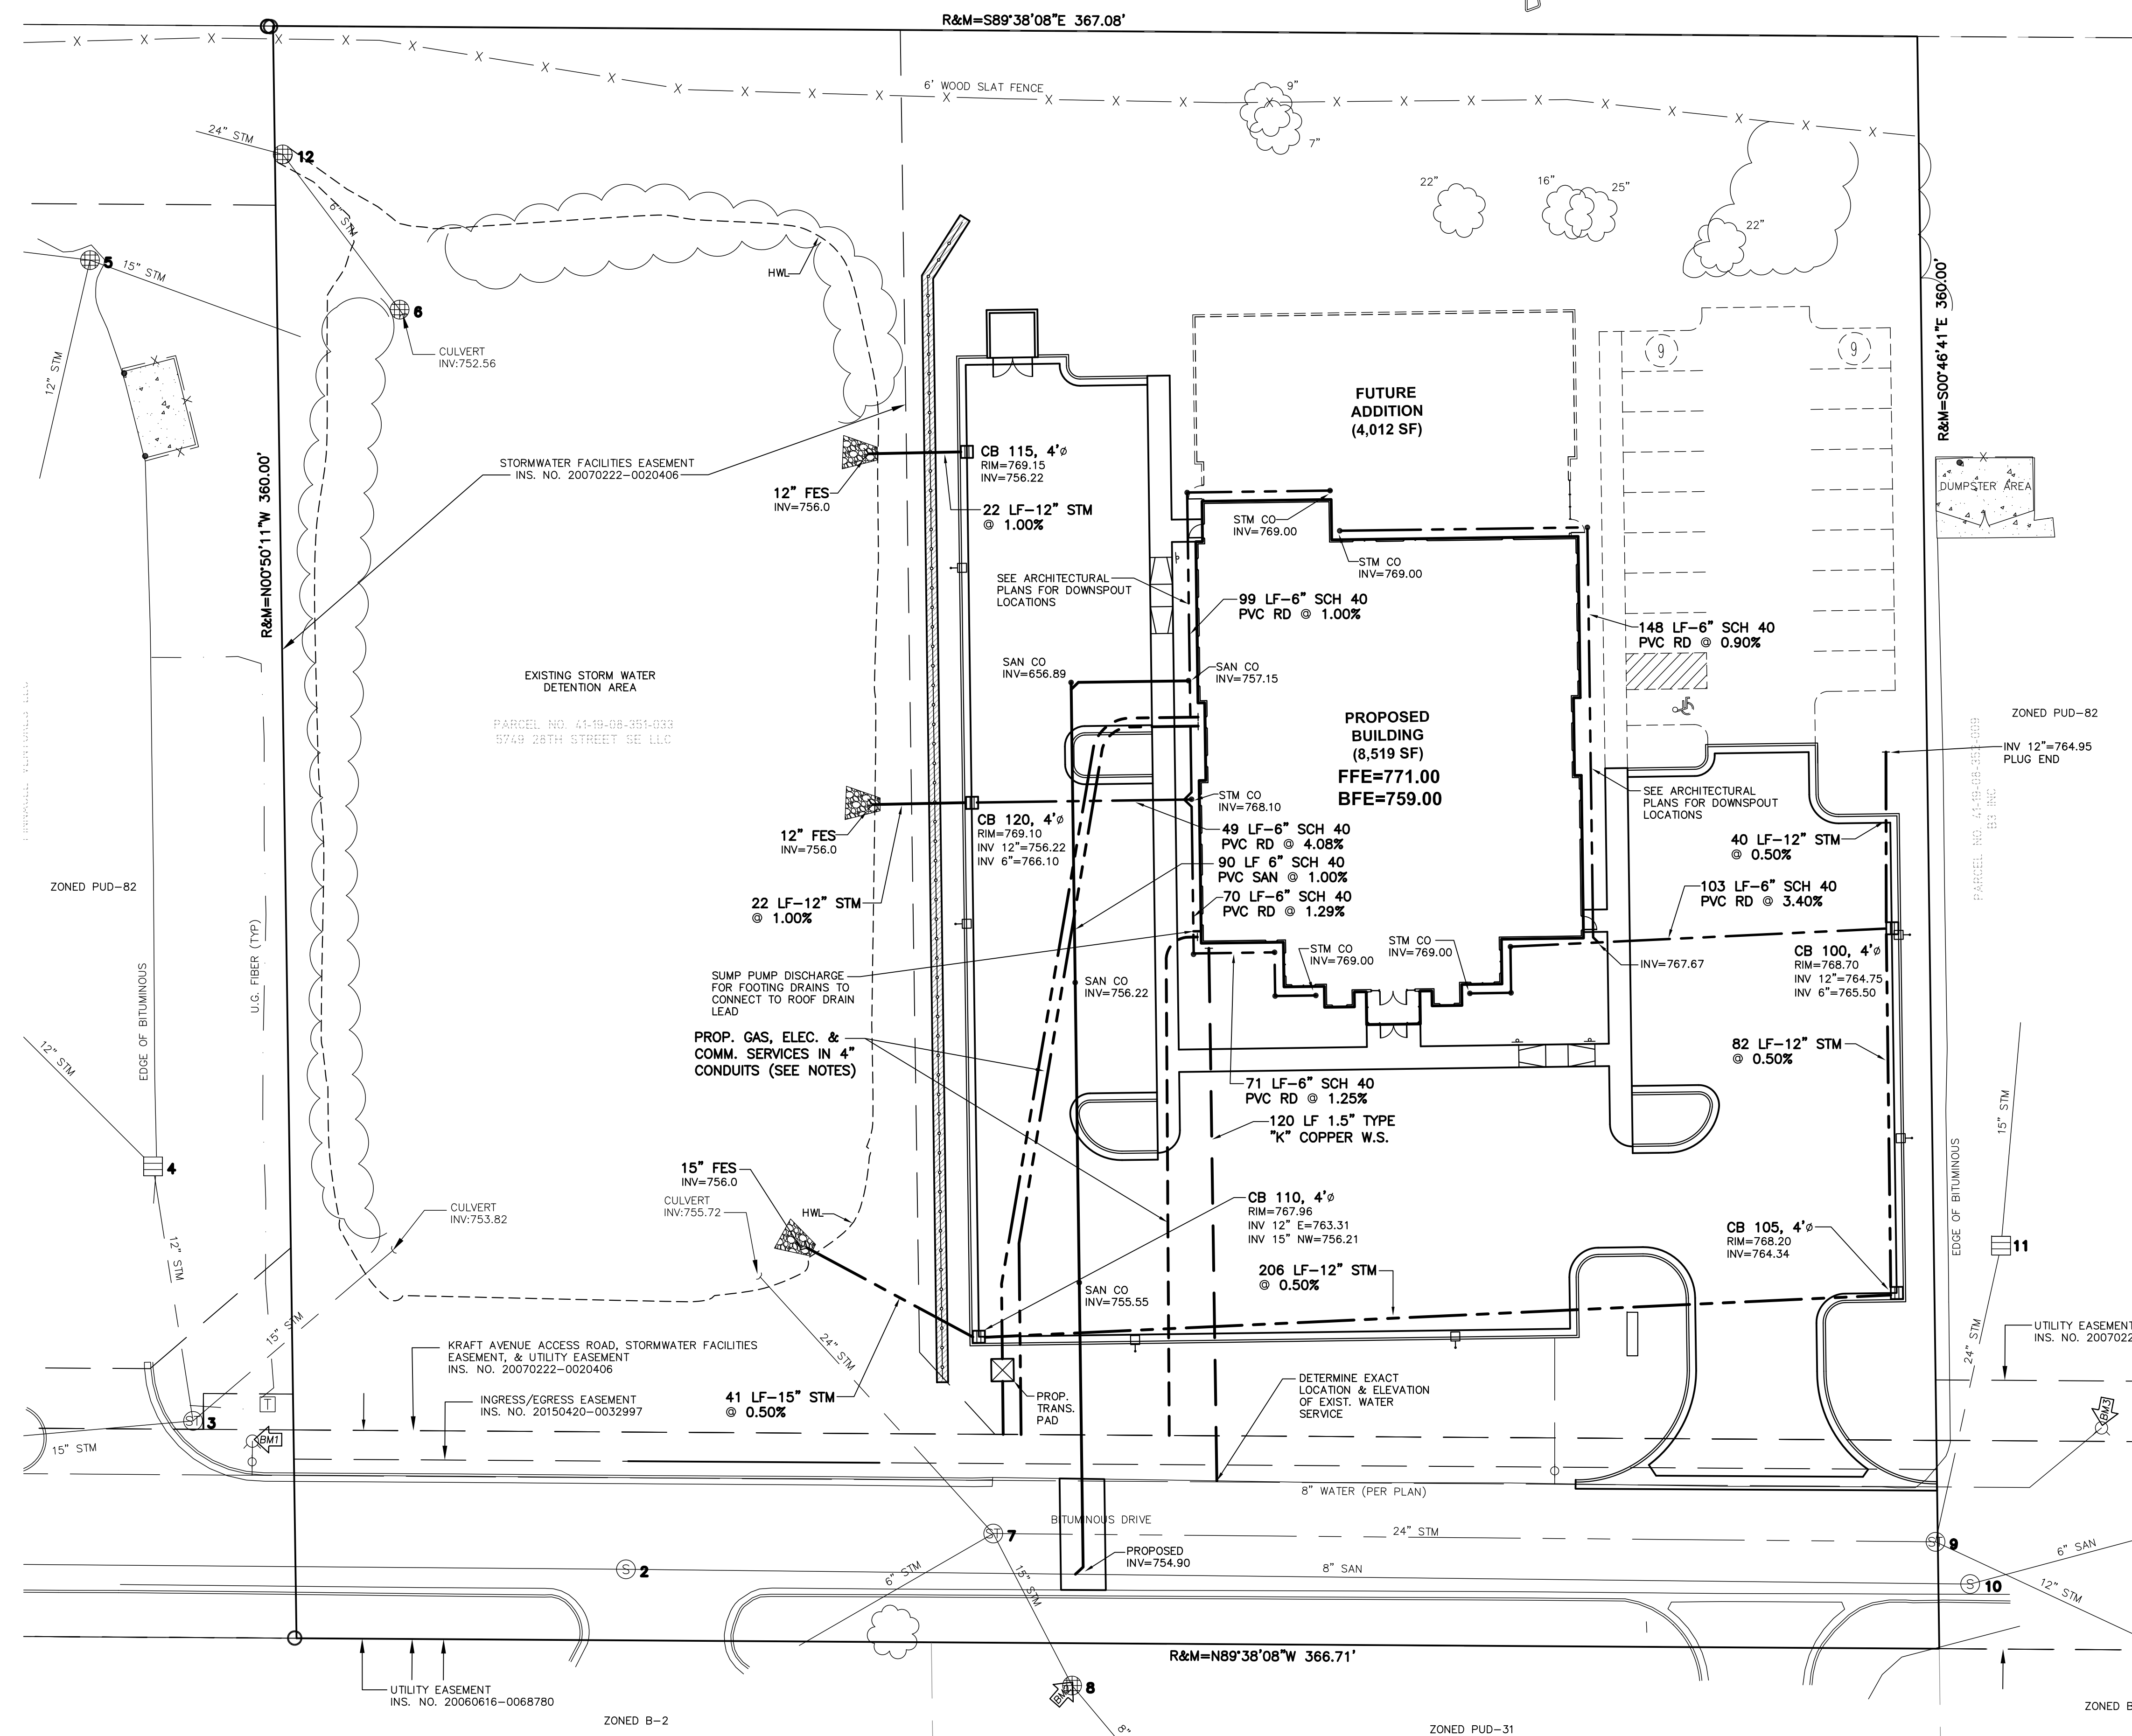 R&M=S89°38'08"E 367.08'
6' WOOD SLAT FENCE
9"
7"
24" STM
12
6" STM
22"
16"
25"
22"
5
15" STM
12" STM
6
CULVERT
INV:752.56
HWL
R&M=N00°50'11"W 360.00'
R&M=S00°46'41"E 360.00'
STORMWATER FACILITIES EASEMENT
INS. NO. 20070222-0020406
FUTURE
ADDITION
(4,012 SF)
9
9
CB 115, 4'ø
RIM=769.15
INV=756.22
12" FES
INV=756.0
22 LF-12" STM
@ 1.00%
STM CO
INV=769.00
STM CO
INV=769.00
DUMPSTER AREA
SEE ARCHITECTURAL
PLANS FOR DOWNSPOUT
LOCATIONS
99 LF-6" SCH 40
PVC RD @ 1.00%
148 LF-6" SCH 40
PVC RD @ 0.90%
SAN CO
INV=656.89
SAN CO
INV=757.15
EXISTING STORM WATER
DETENTION AREA
PARCEL NO. 41-19-08-351-033
5749 28TH STREET SE LLC
PROPOSED
BUILDING
(8,519 SF)
FFE=771.00
BFE=759.00
ZONED PUD-82
INV 12"=764.95
PLUG END
B3 INC
SEE ARCHITECTURAL
PLANS FOR DOWNSPOUT
LOCATIONS
STM CO
INV=768.10
CB 120, 4'ø
RIM=769.10
INV 12"=756.22
INV 6"=766.10
12" FES
INV=756.0
49 LF-6" SCH 40
PVC RD @ 4.08%
90 LF 6" SCH 40
PVC SAN @ 1.00%
70 LF-6" SCH 40
PVC RD @ 1.29%
40 LF-12" STM
@ 0.50%
103 LF-6" SCH 40
PVC RD @ 3.40%
ZONED PUD-82
22 LF-12" STM
@ 1.00%
U.G. FIBER (TYP)
EDGE OF BITUMINOUS
STM CO
INV=769.00
STM CO
INV=769.00
INV=767.67
CB 100, 4'ø
RIM=768.70
INV 12"=764.75
INV 6"=765.50
SUMP PUMP DISCHARGE
FOR FOOTING DRAINS TO
CONNECT TO ROOF DRAIN
LEAD
SAN CO
INV=756.22
PROP. GAS, ELEC. &
COMM. SERVICES IN 4"
CONDUITS (SEE NOTES)
82 LF-12" STM
@ 0.50%
12" STM
71 LF-6" SCH 40
PVC RD @ 1.25%
120 LF 1.5" TYPE
"K" COPPER W.S.
15" STM
4
15" FES
INV=756.0
CULVERT
INV:755.72
HWL
CULVERT
INV:753.82
CB 110, 4'ø
RIM=767.96
INV 12" E=763.31
INV 15" NW=756.21
CB 105, 4'ø
RIM=768.20
INV=764.34
EDGE OF BITUMINOUS
11
12" STM
206 LF-12" STM
@ 0.50%
SAN CO
INV=755.55
15" STM
24" STM
24" STM
UTILITY EASEMENT
INS. NO. 2007022
KRAFT AVENUE ACCESS ROAD, STORMWATER FACILITIES
EASEMENT, & UTILITY EASEMENT
INS. NO. 20070222-0020406
INGRESS/EGRESS EASEMENT
INS. NO. 20150420-0032997
41 LF-15" STM
@ 0.50%
PROP.
TRANS.
PAD
DETERMINE EXACT
LOCATION & ELEVATION
OF EXIST. WATER
SERVICE
T
ST 3
BM1
BM3
15" STM
8" WATER (PER PLAN)
BITUMINOUS DRIVE
ST 7
24" STM
ST 9
PROPOSED
INV=754.90
S 2
8" SAN
S 10
6" SAN
12" STM
6" STM
15" STM
R&M=N89°38'08"W 366.71'
8
UTILITY EASEMENT
INS. NO. 20060616-0068780
ZONED B-2
8"
ZONED PUD-31
ZONED B